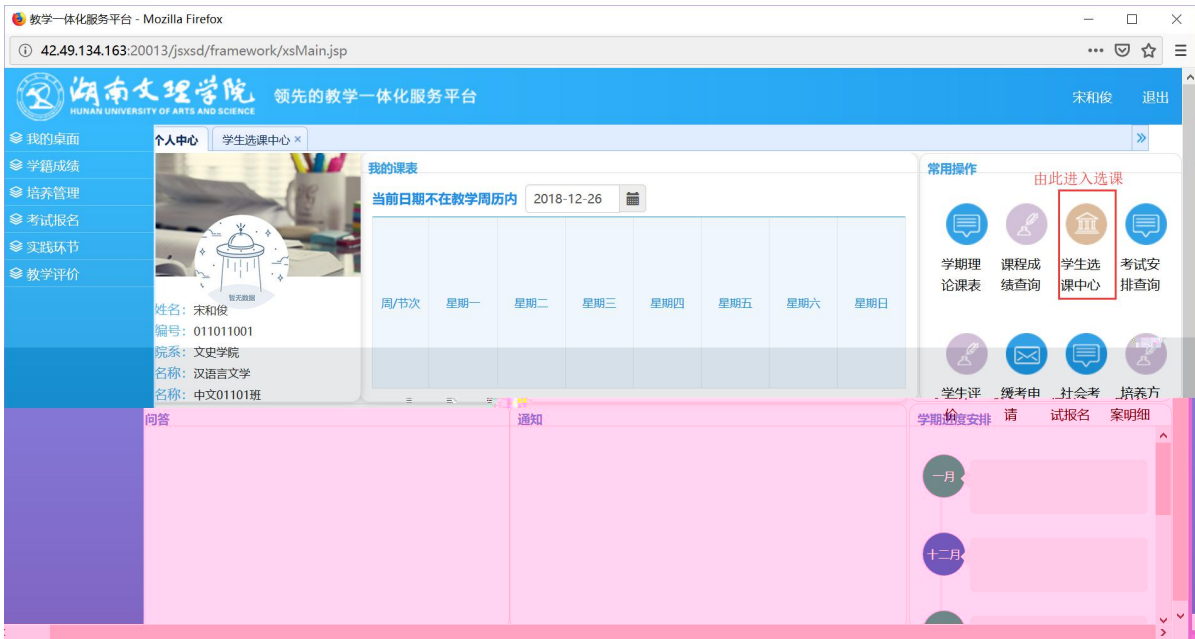 教学一体化服务平台 - Mozilla Firefox
42.49.134.163:20013/jsxsd/framework/xsMain.jsp
湖南文理学院
HUNAN UNIVERSITY OF ARTS AND SCIENCE
领先的教学一体化服务平台
宋和俊 退出
我的桌面
学籍成绩
培养管理
考试报名
实践环节
教学评价
个人中心 学生选课中心 ×
暂无数据
姓名：宋和俊
编号：011011001
院系：文史学院
名称：汉语言文学
名称：中文01101班
我的课表
当前日期不在教学周历内 2018-12-26
周/节次 星期一 星期二 星期三 星期四 星期五 星期六 星期日
常用操作
由此进入选课
学期理论课表
课程成绩查询
学生选课中心
考试安排查询
学生评价
缓考申请
社会考试报名
培养方案明细
问答
通知
学期进度安排
一月
十二月